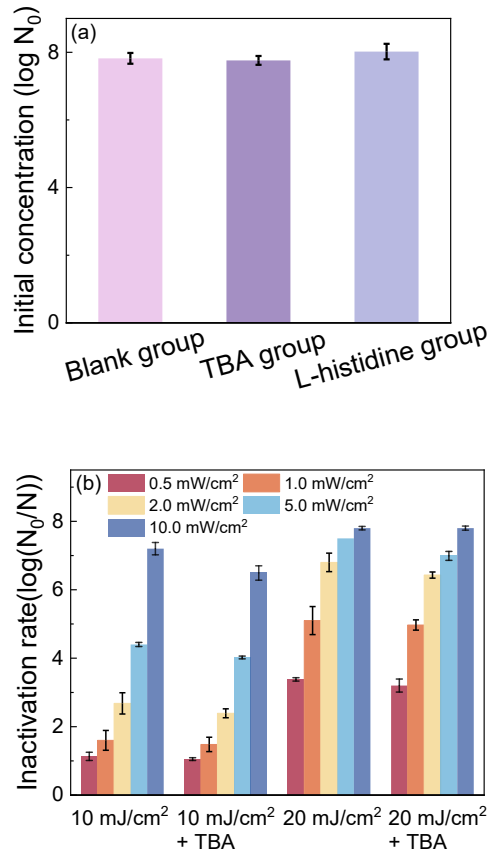 (a)
Initial concentration (log N₀)
8
4
0
Blank group
TBA group
L-histidine group
(b)
0.5 mW/cm² 1.0 mW/cm²
2.0 mW/cm² 5.0 mW/cm²
10.0 mW/cm²
Inactivation rate(log(N₀/N))
8
6
4
2
0
10 mJ/cm² 10 mJ/cm² 20 mJ/cm² 20 mJ/cm²
+ TBA + TBA